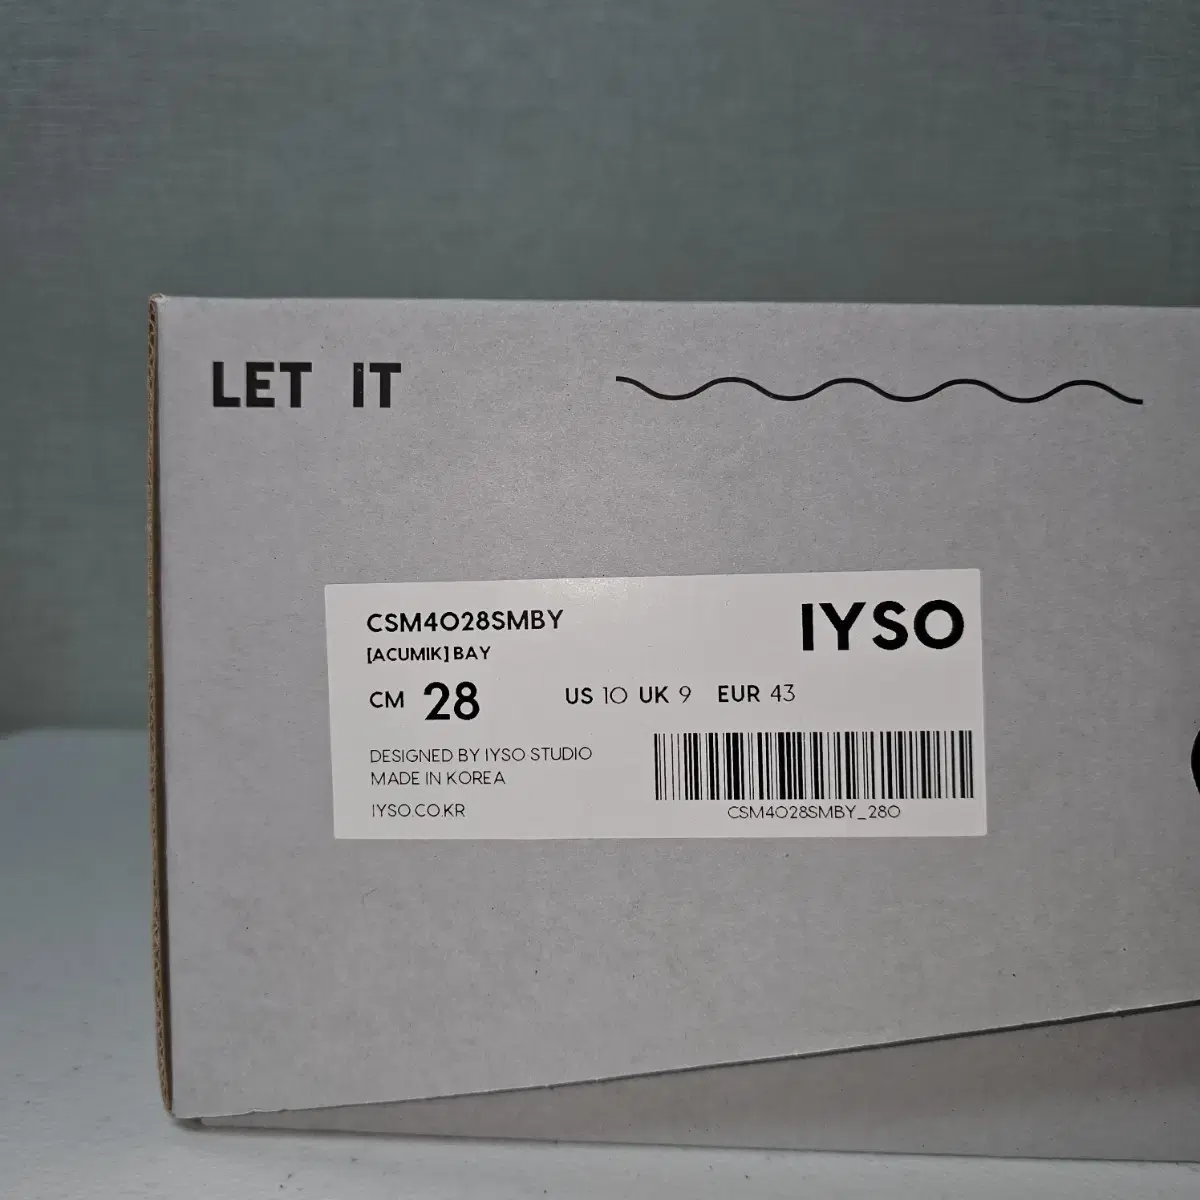 LET IT
CSM4028SMBY
IYSO
[ACUMIK] BAY
CM 28 US 10 UK 9 EUR 43
DESIGNED BY IYSO STUDIO
MADE IN KOREA
IYSO.CO.KR
CSM4028SMBY_280